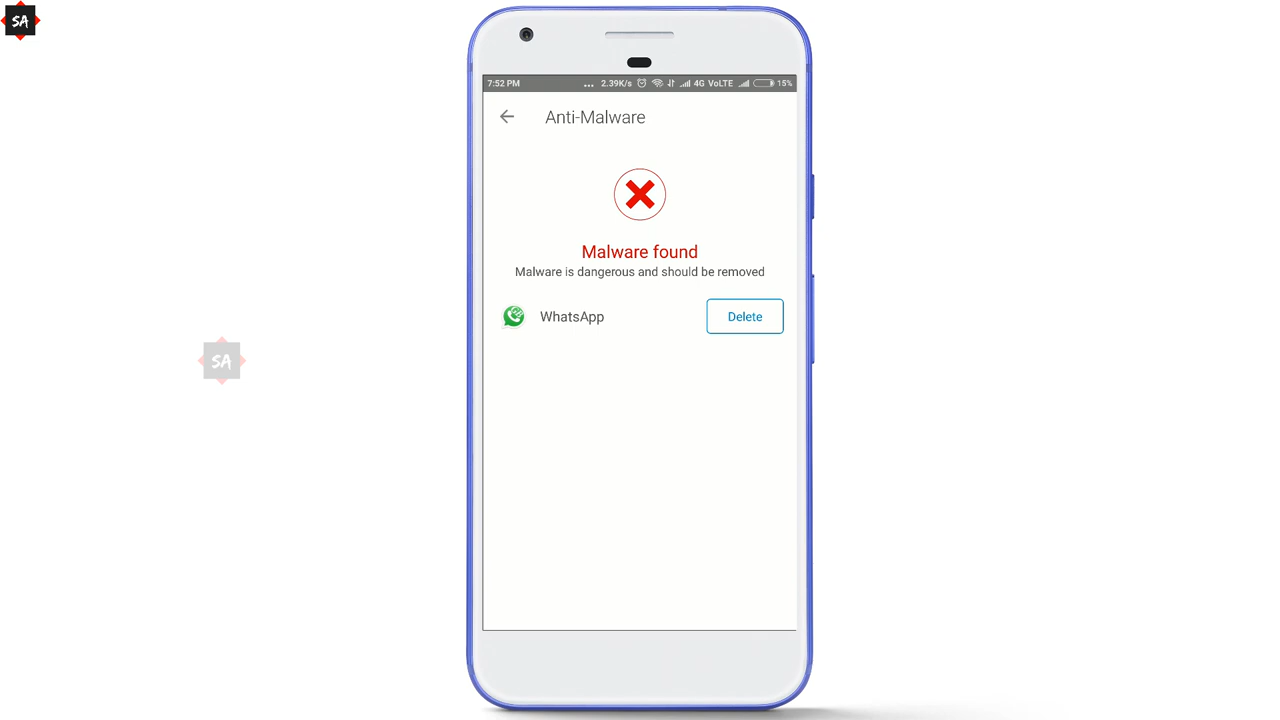 SA
7:52 PM ... 2.39K/s 4G VoLTE 15%
Anti-Malware
Malware found
Malware is dangerous and should be removed
WhatsApp Delete
SA